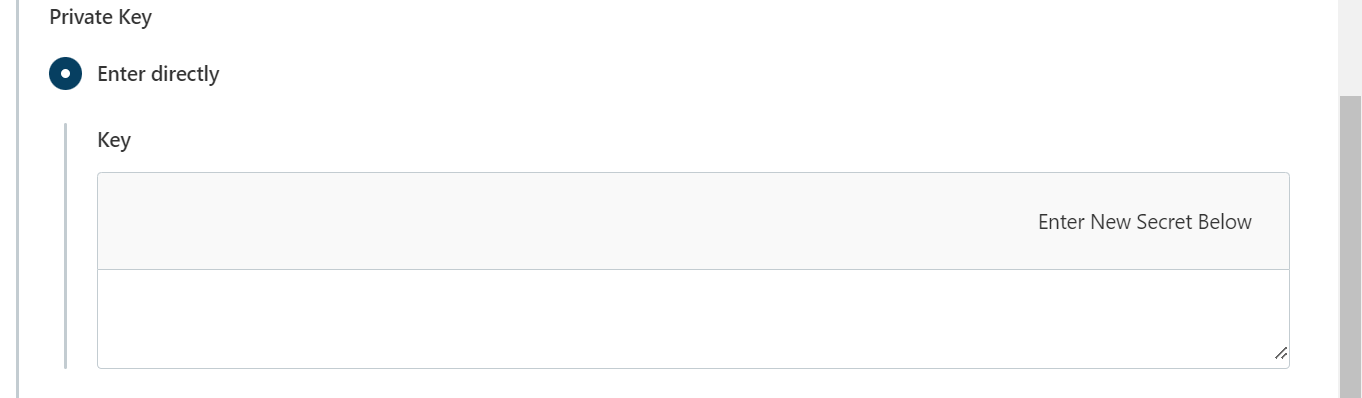 Private Key
Enter directly
Key
Enter New Secret Below